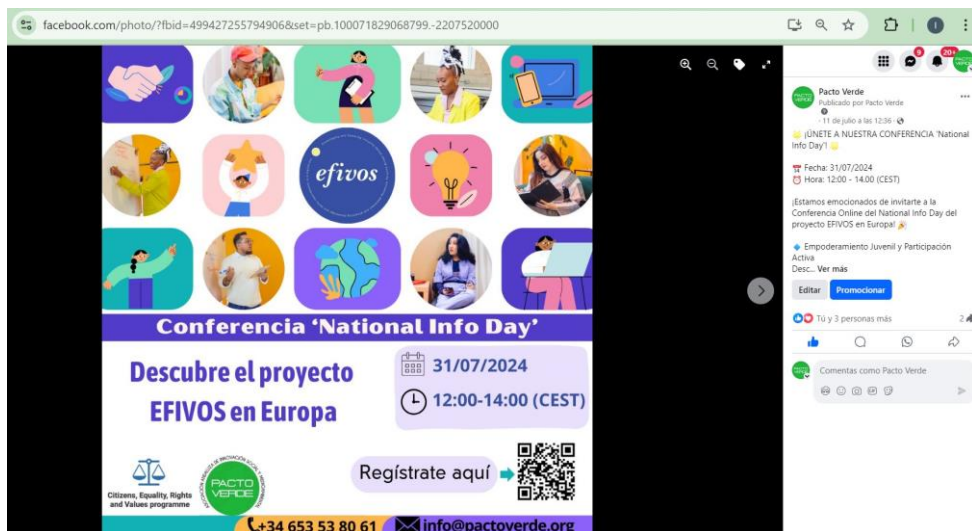 facebook.com/photo/?fbid=499427255794906&set=pb.100071829068799.-2207520000
efivos
Conferencia ‘National Info Day’
Descubre el proyecto
EFIVOS en Europa
31/07/2024
12:00-14:00 (CEST)
Regístrate aquí
Citizens, Equality, Rights
and Values programme
PACTO
VERDE
+34 653 53 80 61
info@pactoverde.org
9
20+
Pacto Verde
Publicado por Pacto Verde
· 11 de julio a las 12:36 ·
¡ÚNETE A NUESTRA CONFERENCIA 'National
Info Day'!
Fecha: 31/07/2024
Hora: 12:00 - 14.00 (CEST)
¡Estamos emocionados de invitarte a la
Conferencia Online del National Info Day del
proyecto EFIVOS en Europa!
Empoderamiento Juvenil y Participación
Activa
Desc... Ver más
Editar
Promocionar
Tú y 3 personas más
2
Comentas como Pacto Verde